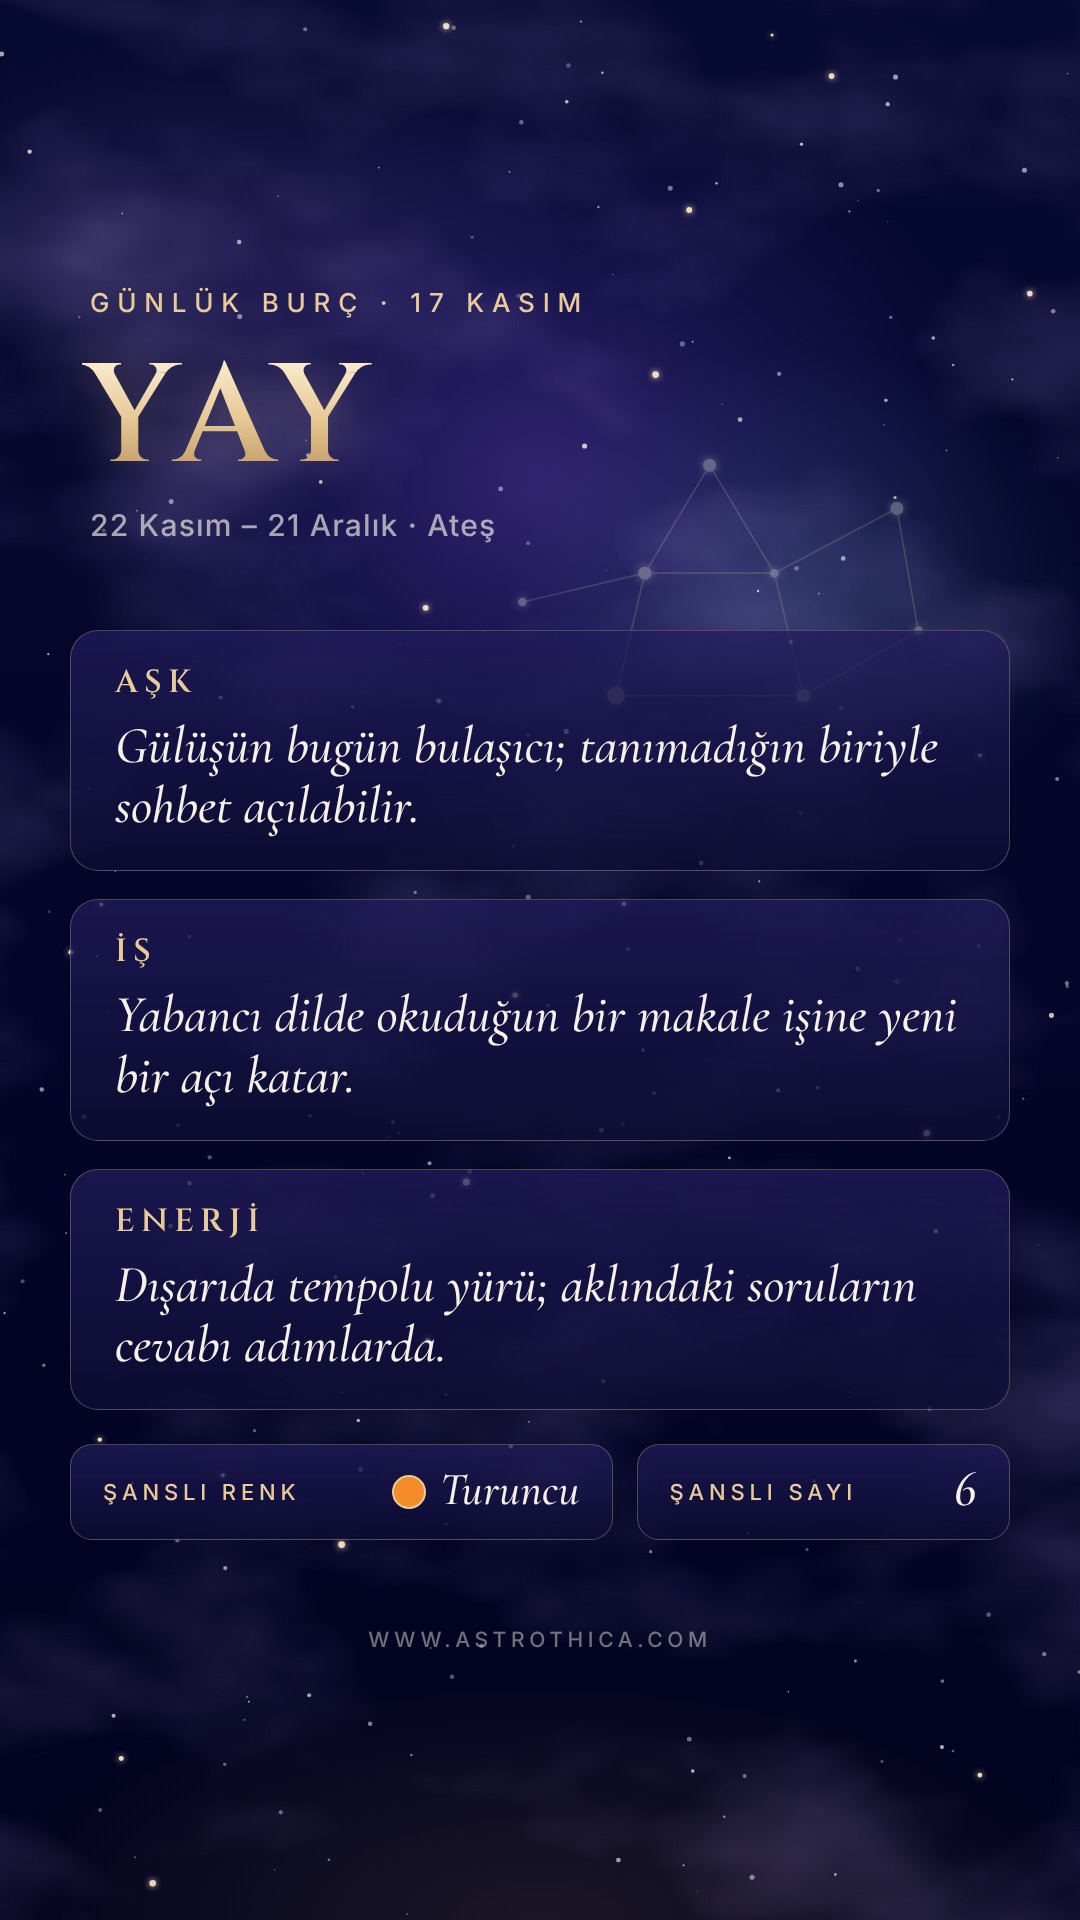 GÜNLÜK BURÇ · 17 KASIM
YAY
22 Kasım – 21 Aralık · Ateş
AŞK
Gülüşün bugün bulaşıcı; tanımadığın biriyle
sohbet açılabilir.
İŞ
Yabancı dilde okuduğun bir makale işine yeni
bir açı katar.
ENERJİ
Dışarıda tempolu yürü; aklındaki soruların
cevabı adımlarda.
ŞANSLI RENK Turuncu
ŞANSLI SAYI 6
WWW.ASTROTHICA.COM